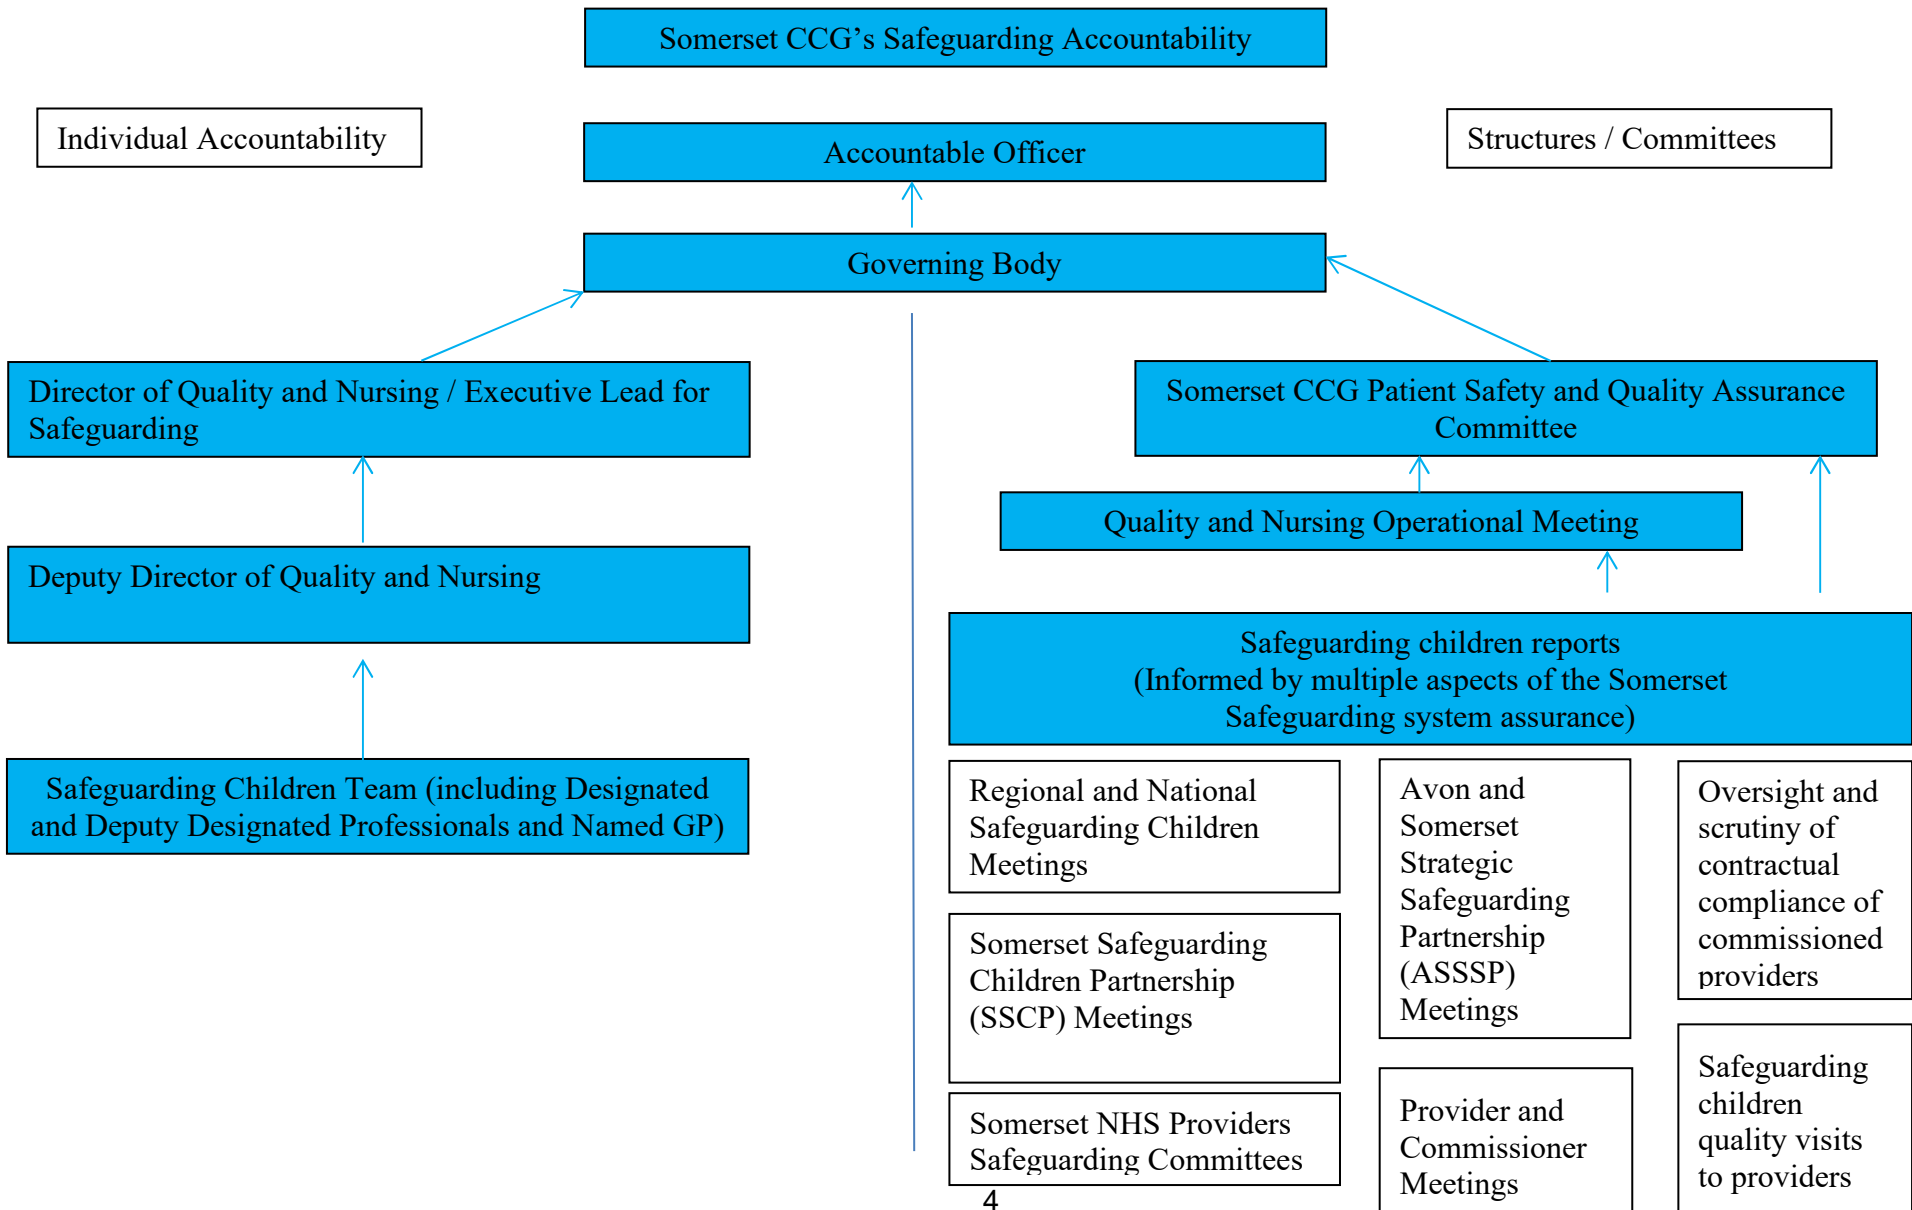 Somerset CCG’s Safeguarding Accountability
Individual Accountability
Accountable Officer
Structures / Committees
Governing Body
Director of Quality and Nursing / Executive Lead for
Safeguarding
Somerset CCG Patient Safety and Quality Assurance
Committee
Quality and Nursing Operational Meeting
Deputy Director of Quality and Nursing
Safeguarding children reports
(Informed by multiple aspects of the Somerset
Safeguarding system assurance)
Safeguarding Children Team (including Designated
and Deputy Designated Professionals and Named GP)
Regional and National
Safeguarding Children
Meetings
Avon and
Somerset
Strategic
Safeguarding
Partnership
(ASSSP)
Meetings
Oversight and
scrutiny of
contractual
compliance of
commissioned
providers
Somerset Safeguarding
Children Partnership
(SSCP) Meetings
Somerset NHS Providers
Safeguarding Committees
Provider and
Commissioner
Meetings
Safeguarding
children
quality visits
to providers
4